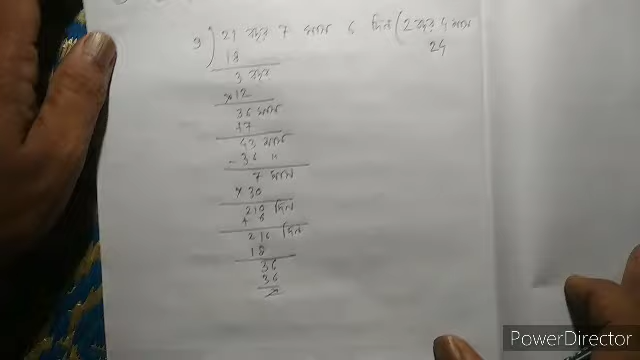 9) 21 বছর 7 মাস 6 দিন (2 বছর 4 মাস
24
18
3 বছর
×12
36 মাস
+7
43 মাস
- 36 "
7 মাস
× 30
210 দিন
+ 6
216 দিন
18
36
36
×
PowerDirector